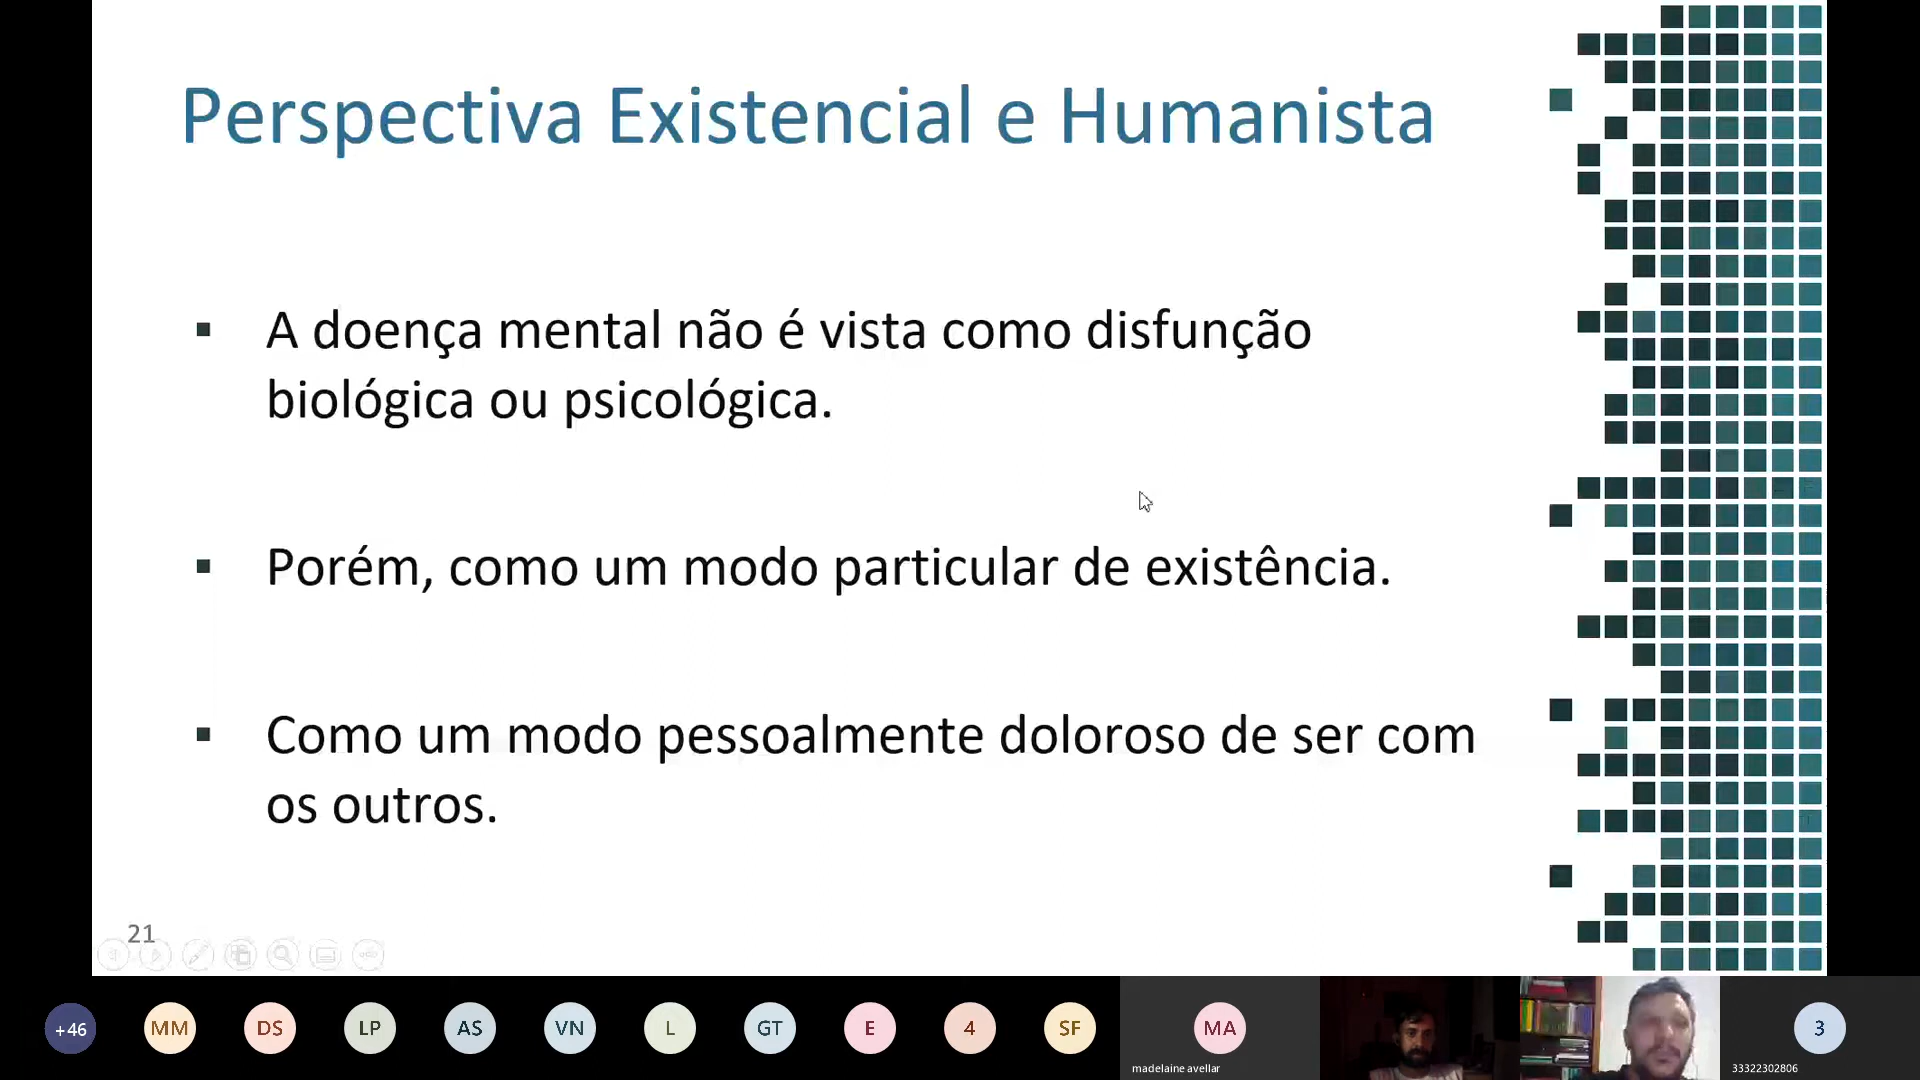 Perspectiva Existencial e Humanista
A doença mental não é vista como disfunção
biológica ou psicológica.
Porém, como um modo particular de existência.
Como um modo pessoalmente doloroso de ser com
os outros.
21
+46
MM
DS
LP
AS
VN
L
GT
E
4
SF
MA
3
madelaine avellar
33322302806